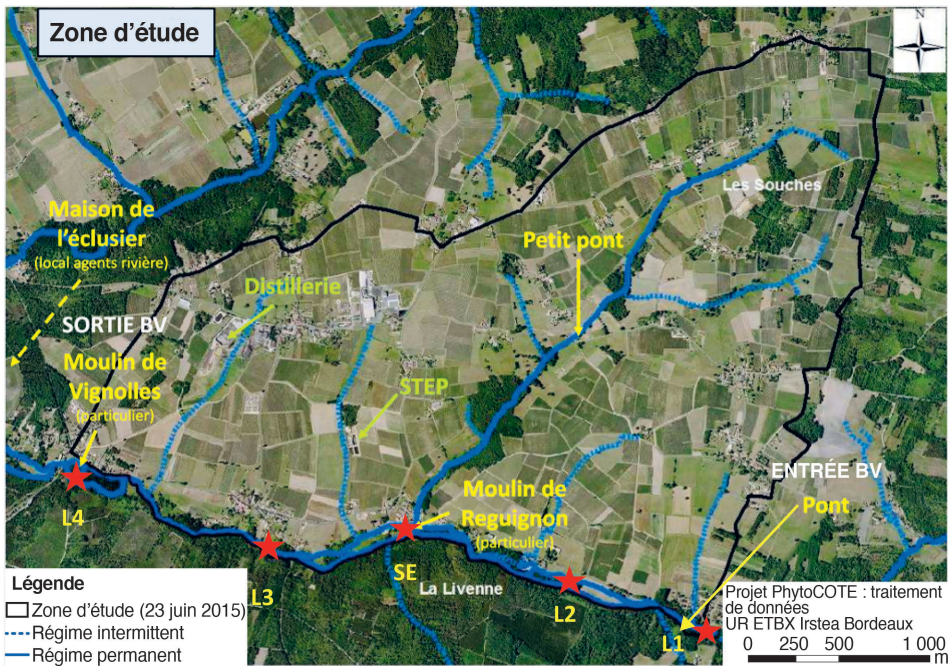 Zone d'étude
N
Les Souches
Maison de
l'éclusier
(local agents rivière)
Petit pont
Distillerie
SORTIE BV
Moulin de
Vignolles
(particulier)
STEP
ENTRÉE BV
Pont
Moulin de
Reguignon
(particulier)
L4
L3
SE
La Livenne
L2
L1
Légende
Zone d'étude (23 juin 2015)
Régime intermittent
Régime permanent
Projet PhytoCOTE : traitement
de données
UR ETBX Irstea Bordeaux
0 250 500 1 000
m